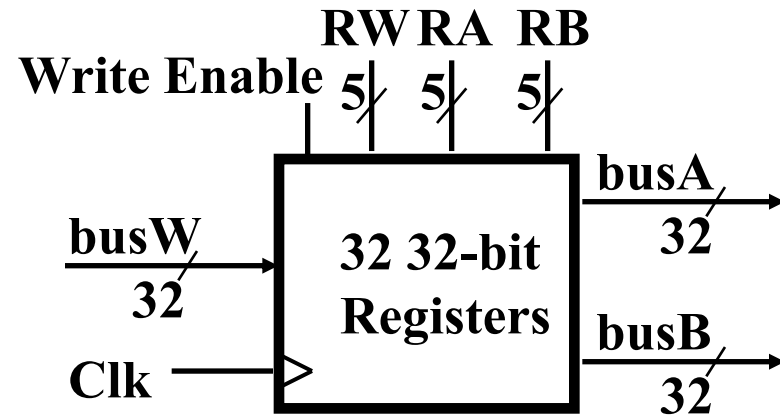 RW RA RB
Write Enable
5 5 5
busA
32
busW
32
32 32-bit
Registers
busB
32
Clk